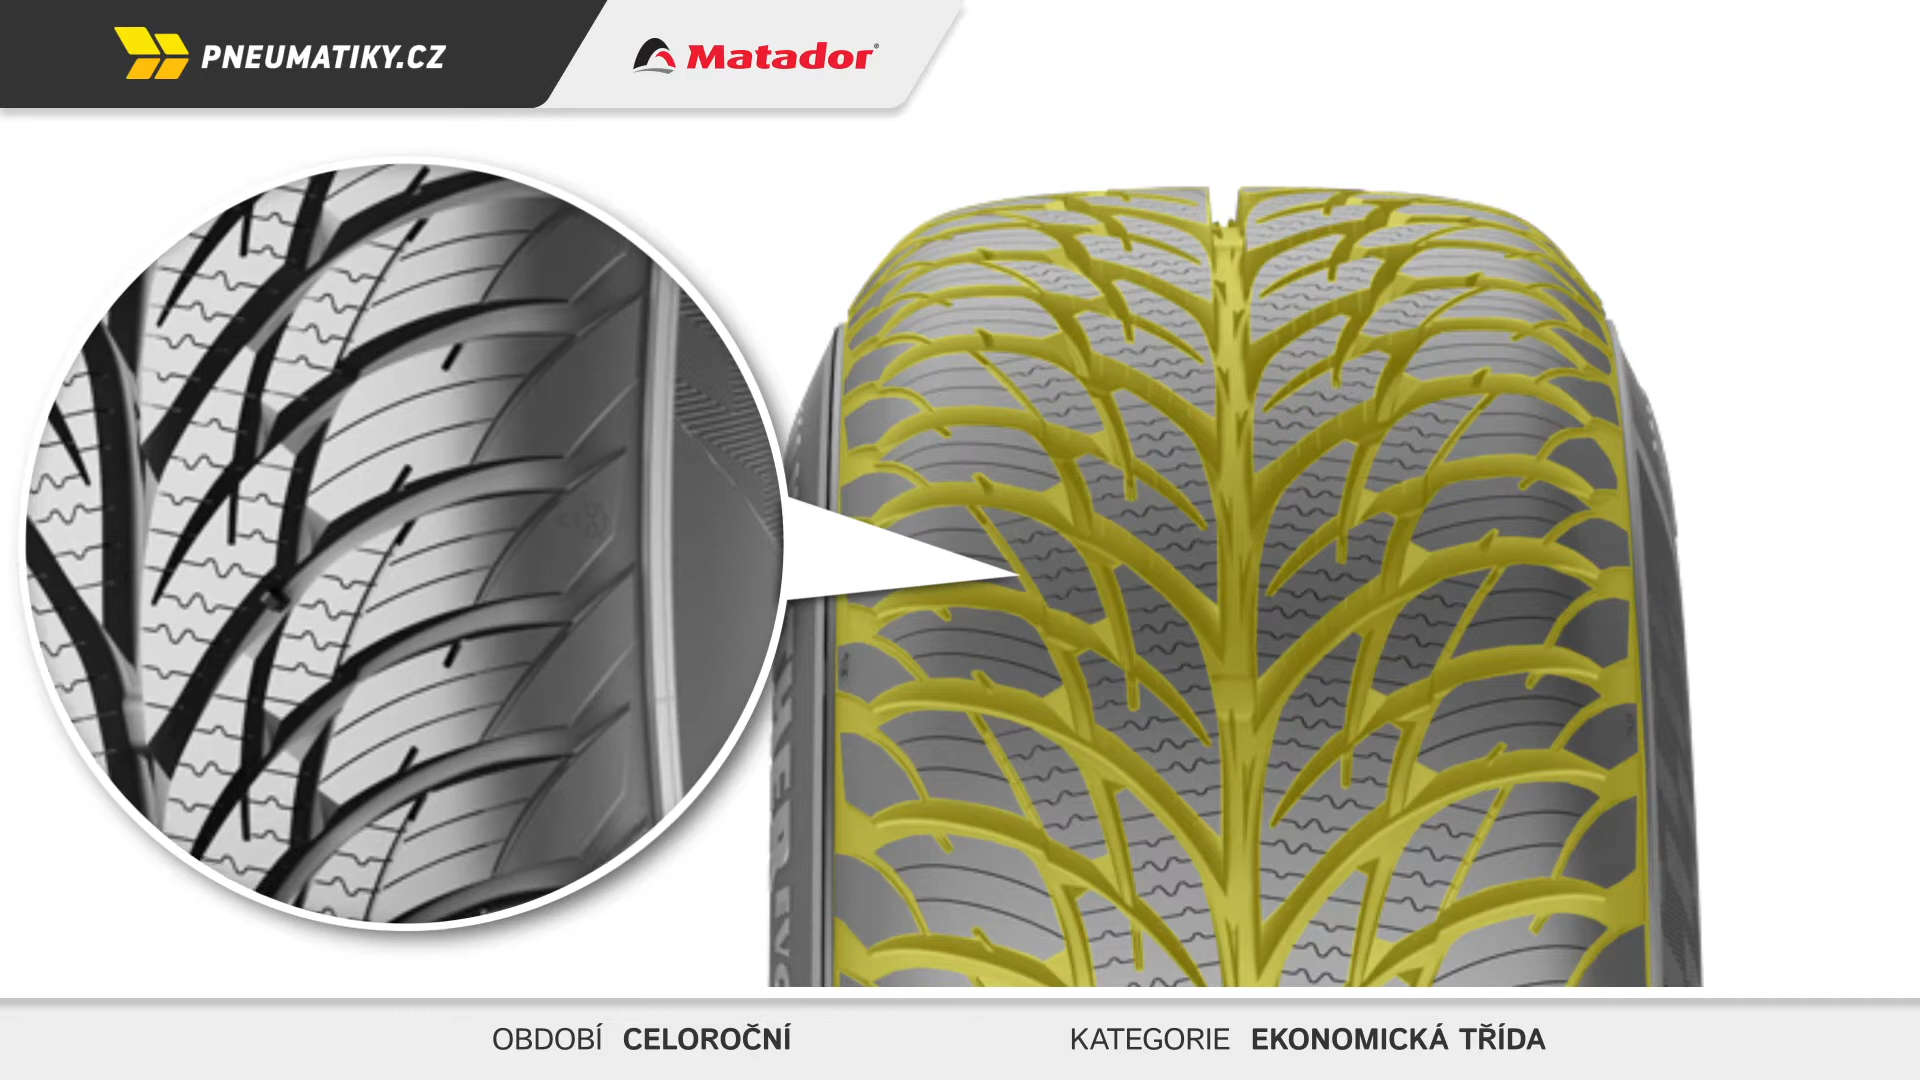 PNEUMATIKY.CZ
Matador
OBDOBÍ CELOROČNÍ
KATEGORIE EKONOMICKÁ TŘÍDA